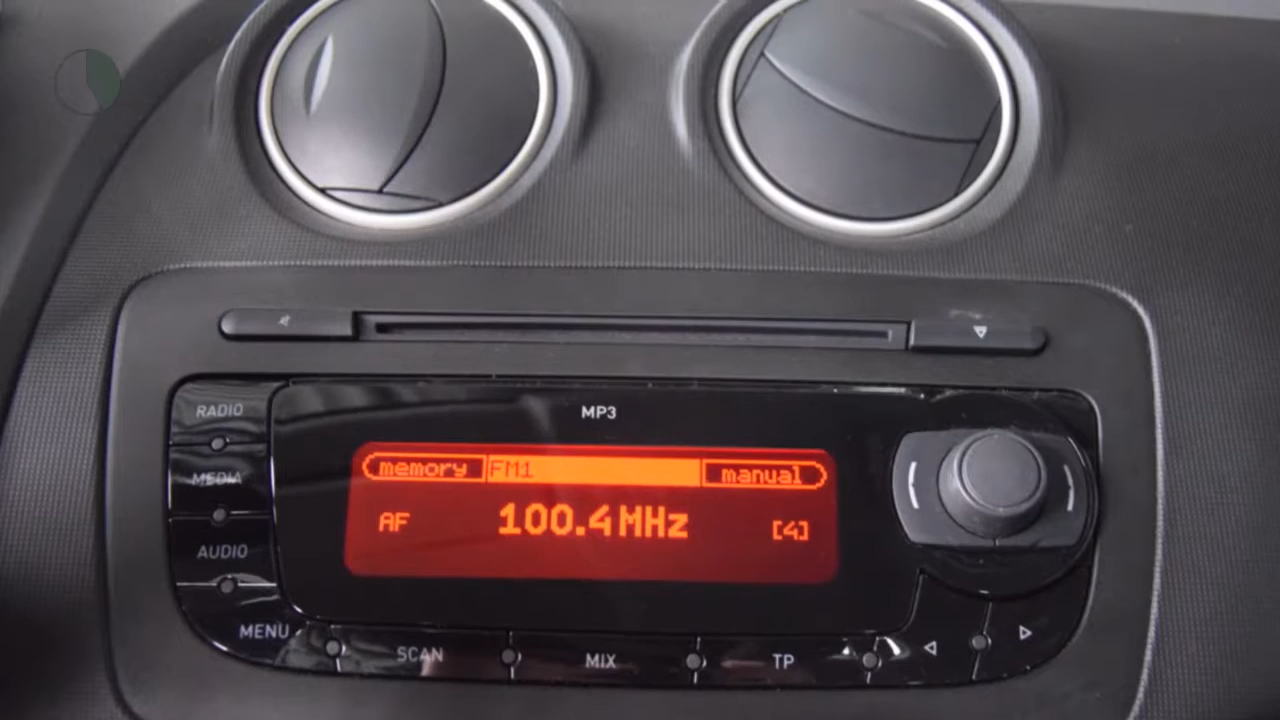 RADIO
MP3
memory FM1 manual
MEDIA
AF 100.4 MHz [4]
AUDIO
MENU
SCAN MIX TP